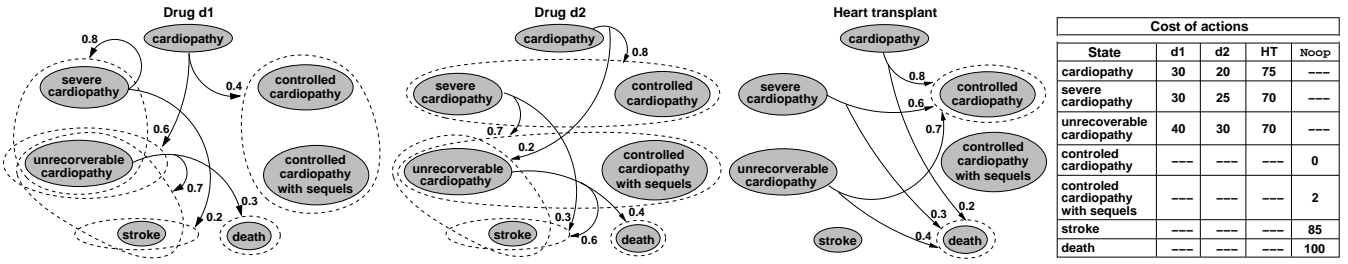 Drug d1
cardiopathy
0.8
severe
cardiopathy
0.4
controlled
cardiopathy
0.6
unrecorverable
cardiopathy
0.7
controlled
cardiopathy
with sequels
0.3
0.2
stroke
death
Drug d2
cardiopathy
0.8
severe
cardiopathy
controlled
cardiopathy
0.7
0.2
unrecorverable
cardiopathy
controlled
cardiopathy
with sequels
0.3
0.4
stroke
0.6
death
Heart transplant
cardiopathy
0.8
severe
cardiopathy
0.6
controlled
cardiopathy
0.7
unrecorverable
cardiopathy
controlled
cardiopathy
with sequels
0.2
0.3
0.4
stroke
death
Cost of actions
State d1 d2 HT Noop
cardiopathy 30 20 75 ---
severe
cardiopathy 30 25 70 ---
unrecoverable
cardiopathy 40 30 70 ---
controled
cardiopathy --- --- --- 0
controled
cardiopathy
with sequels --- --- --- 2
stroke --- --- --- 85
death --- --- --- 100